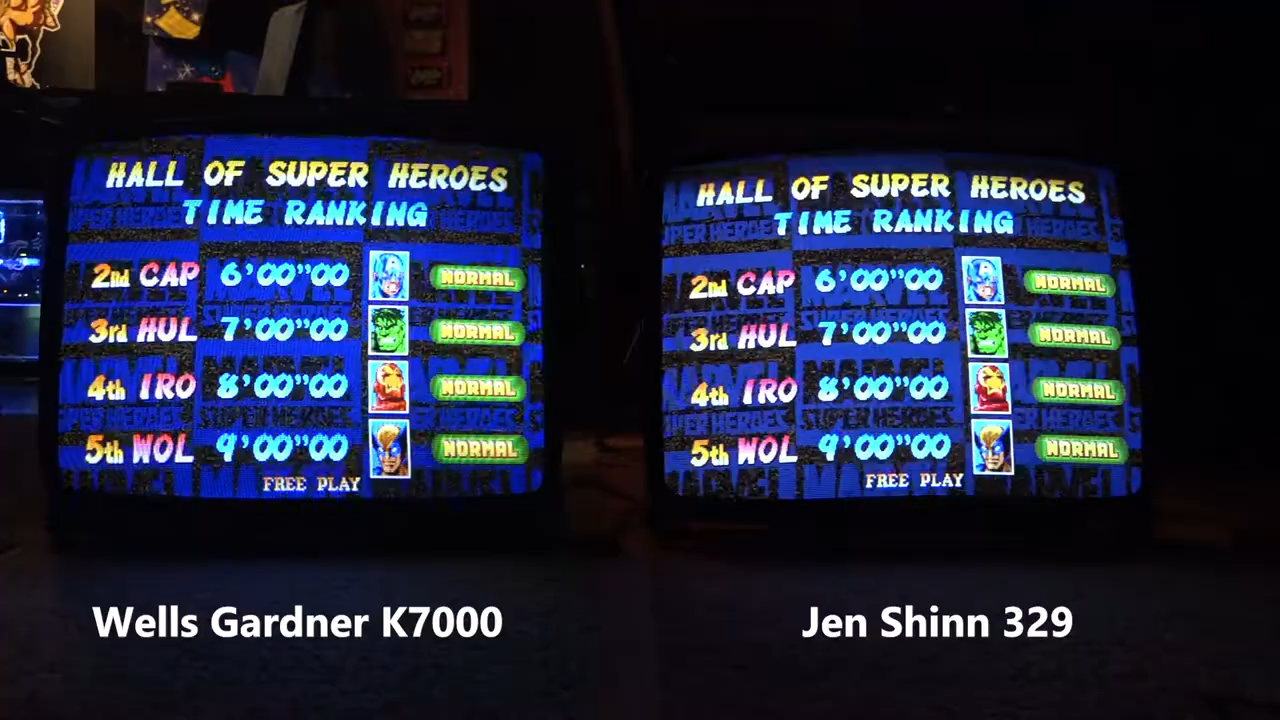 HALL OF SUPER HEROES
TIME RANKING
2nd CAP 6'00"00 NORMAL
3rd HUL 7'00"00 NORMAL
4th IRO 8'00"00 NORMAL
5th WOL 9'00"00 NORMAL
FREE PLAY
Wells Gardner K7000
HALL OF SUPER HEROES
TIME RANKING
2nd CAP 6'00"00 NORMAL
3rd HUL 7'00"00 NORMAL
4th IRO 8'00"00 NORMAL
5th WOL 9'00"00 NORMAL
FREE PLAY
Jen Shinn 329